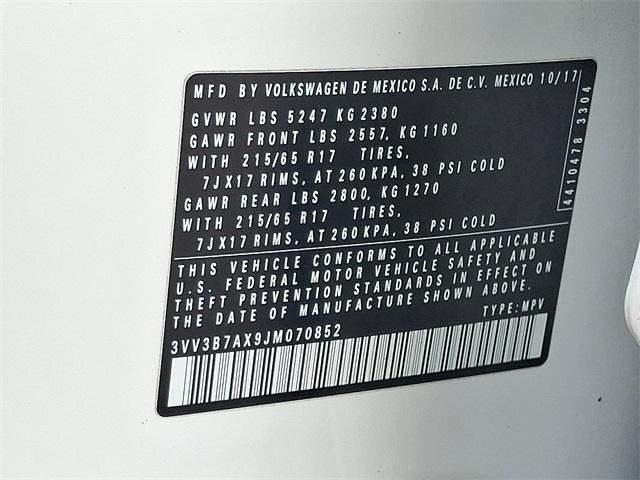 MFD BY VOLKSWAGEN DE MEXICO S.A. DE C.V. MEXICO 10/17
GVWR LBS 5247 KG 2380
GAWR FRONT LBS 2557, KG 1160
WITH 215/65 R17 TIRES,
7JX17 RIMS, AT 260 KPA, 38 PSI COLD
GAWR REAR LBS 2800, KG 1270
WITH 215/65 R17 TIRES,
7JX17 RIMS, AT 260 KPA, 38 PSI COLD
4410478 3304
THIS VEHICLE CONFORMS TO ALL APPLICABLE
U.S. FEDERAL MOTOR VEHICLE SAFETY AND
THEFT PREVENTION STANDARDS IN EFFECT ON
THE DATE OF MANUFACTURE SHOWN ABOVE.
3VV3B7AX9JM070852 TYPE: MPV